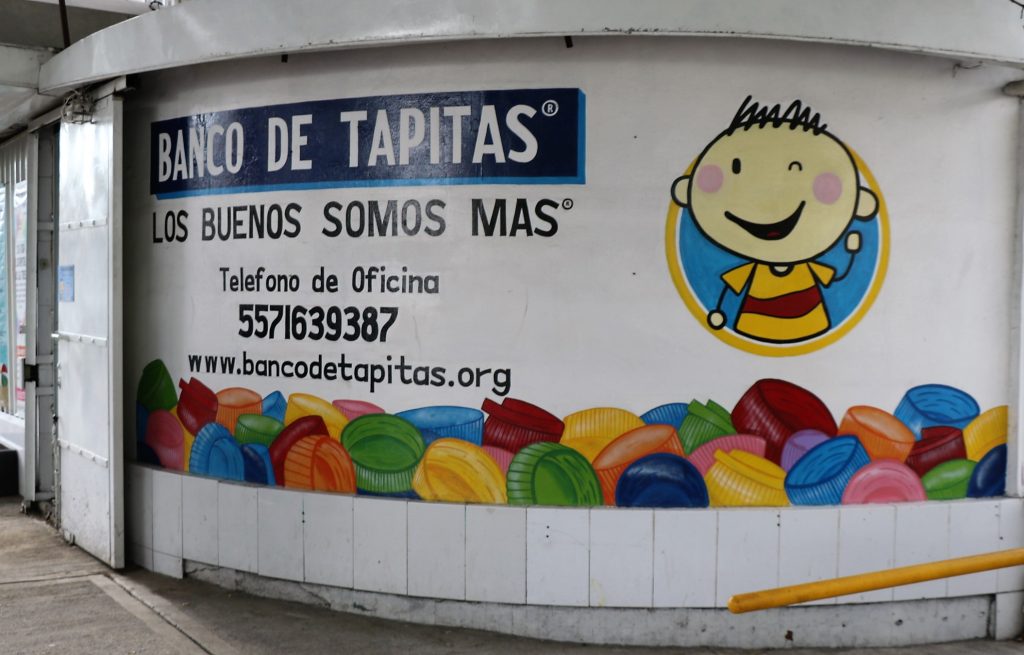 BANCO DE TAPITAS®
LOS BUENOS SOMOS MAS®
Telefono de Oficina
5571639387
www.bancodetapitas.org